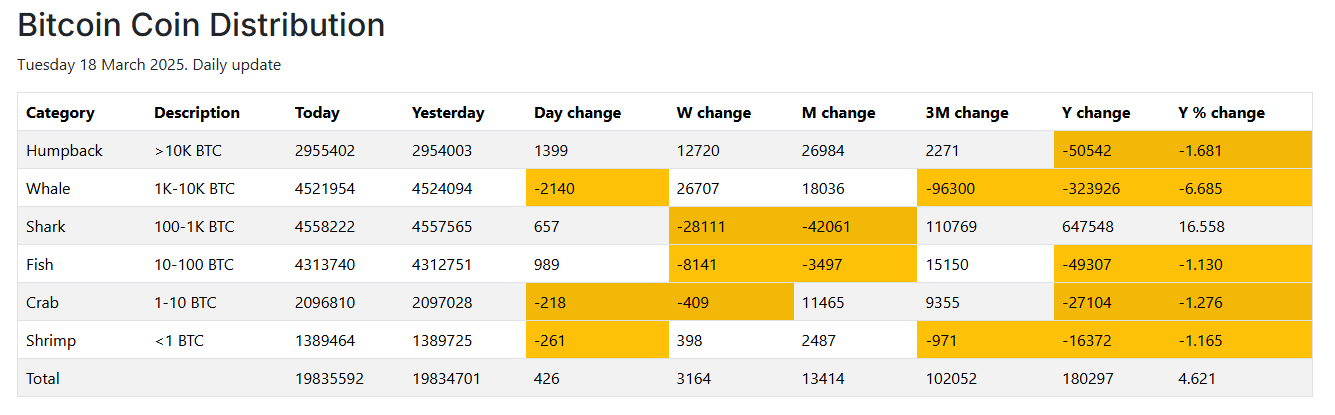 Bitcoin Coin Distribution
Tuesday 18 March 2025. Daily update
Category Description Today Yesterday Day change W change M change 3M change Y change Y % change
Humpback >10K BTC 2955402 2954003 1399 12720 26984 2271 -50542 -1.681
Whale 1K-10K BTC 4521954 4524094 -2140 26707 18036 -96300 -323926 -6.685
Shark 100-1K BTC 4558222 4557565 657 -28111 -42061 110769 647548 16.558
Fish 10-100 BTC 4313740 4312751 989 -8141 -3497 15150 -49307 -1.130
Crab 1-10 BTC 2096810 2097028 -218 -409 11465 9355 -27104 -1.276
Shrimp <1 BTC 1389464 1389725 -261 398 2487 -971 -16372 -1.165
Total 19835592 19834701 426 3164 13414 102052 180297 4.621